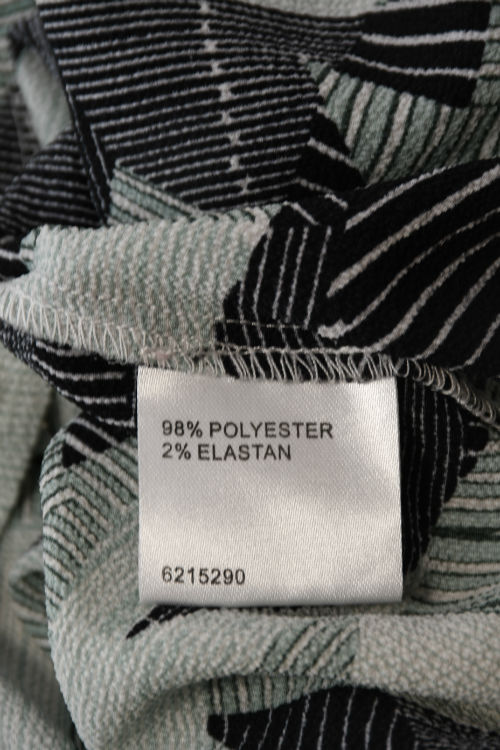 98% POLYESTER
2% ELASTAN
6215290